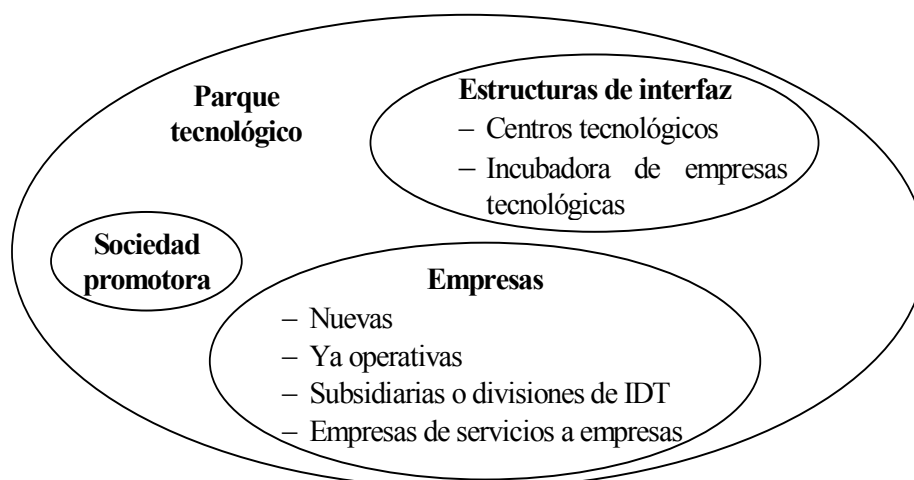 Parque
tecnológico
Estructuras de interfaz
– Centros tecnológicos
– Incubadora de empresas
tecnológicas
Sociedad
promotora
Empresas
– Nuevas
– Ya operativas
– Subsidiarias o divisiones de IDT
– Empresas de servicios a empresas